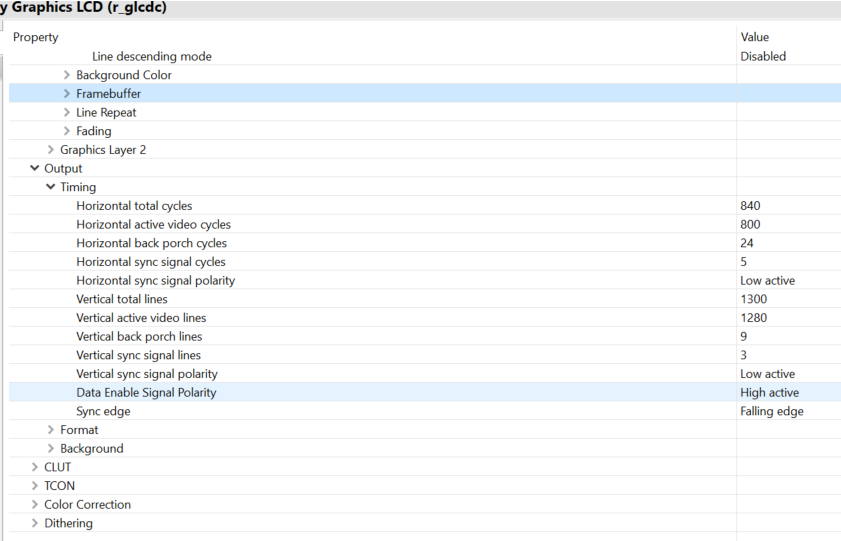 y Graphics LCD (r_glcdc)
Property Value
Line descending mode Disabled
Background Color
Framebuffer
Line Repeat
Fading
Graphics Layer 2
Output
Timing
Horizontal total cycles 840
Horizontal active video cycles 800
Horizontal back porch cycles 24
Horizontal sync signal cycles 5
Horizontal sync signal polarity Low active
Vertical total lines 1300
Vertical active video lines 1280
Vertical back porch lines 9
Vertical sync signal lines 3
Vertical sync signal polarity Low active
Data Enable Signal Polarity High active
Sync edge Falling edge
Format
Background
CLUT
TCON
Color Correction
Dithering